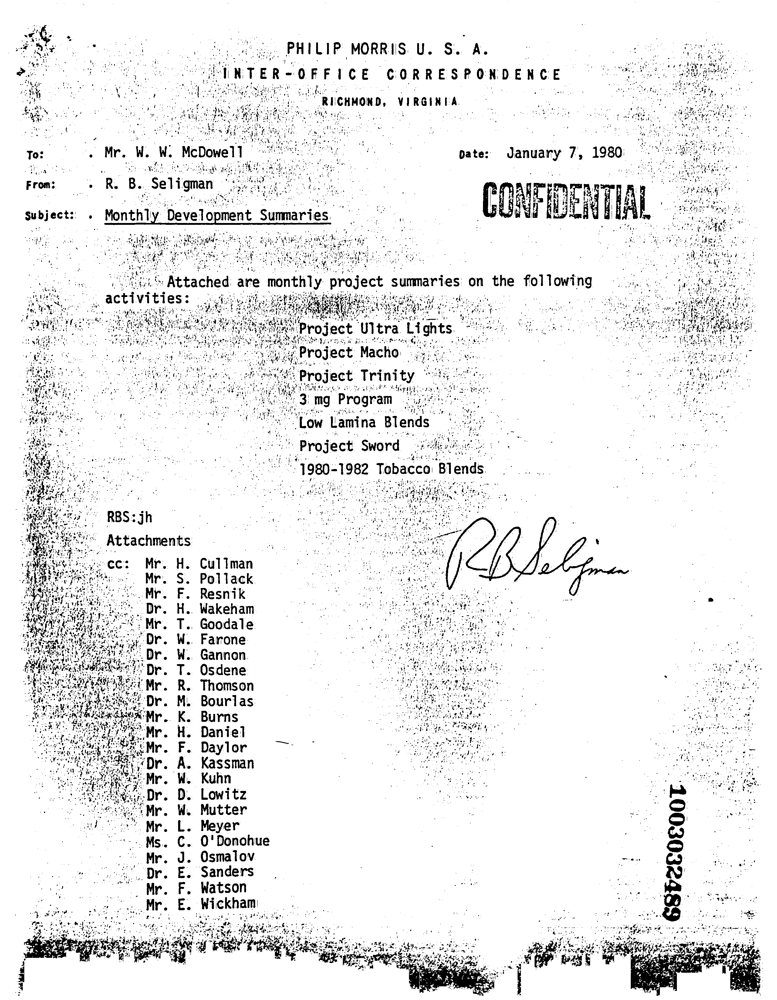 PHILIP MORRIS U. S. A.
INTER-OFFICE CORRESPONDENCE
RICHMOND, VIRGINIA
To: . Mr. W. W. McDowell Date: January 7, 1980
From: . R. B. Seligman
CONFIDENTIAL
Subject: . Monthly Development Summaries
Attached are monthly project summaries on the following
activities:
Project Ultra Lights
Project Macho
Project Trinity
3 mg Program
Low Lamina Blends
Project Sword
1980-1982 Tobacco Blends
RBS:jh
Attachments
RB Seligman
cc: Mr. H. Cullman
Mr. S. Pollack
Mr. F. Resnik
Dr. H. Wakeham
Mr. T. Goodale
Dr. W. Farone
Dr. W. Gannon
Dr. T. Osdene
Mr. R. Thomson
Dr. M. Bourlas
Mr. K. Burns
Mr. H. Daniel
Mr. F. Daylor
Dr. A. Kassman
Mr. W. Kuhn
Dr. D. Lowitz
Mr. W. Mutter
Mr. L. Meyer
Ms. C. O'Donohue
Mr. J. Osmalov
Dr. E. Sanders
Mr. F. Watson
Mr. E. Wickham
1003032489